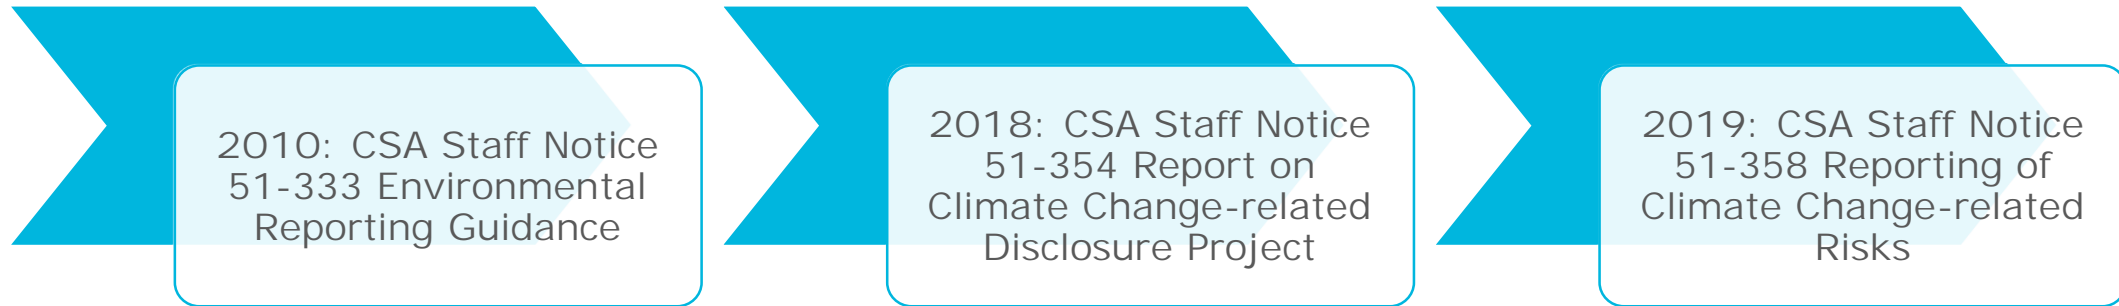 2010: CSA Staff Notice
51-333 Environmental
Reporting Guidance
2018: CSA Staff Notice
51-354 Report on
Climate Change-related
Disclosure Project
2019: CSA Staff Notice
51-358 Reporting of
Climate Change-related
Risks